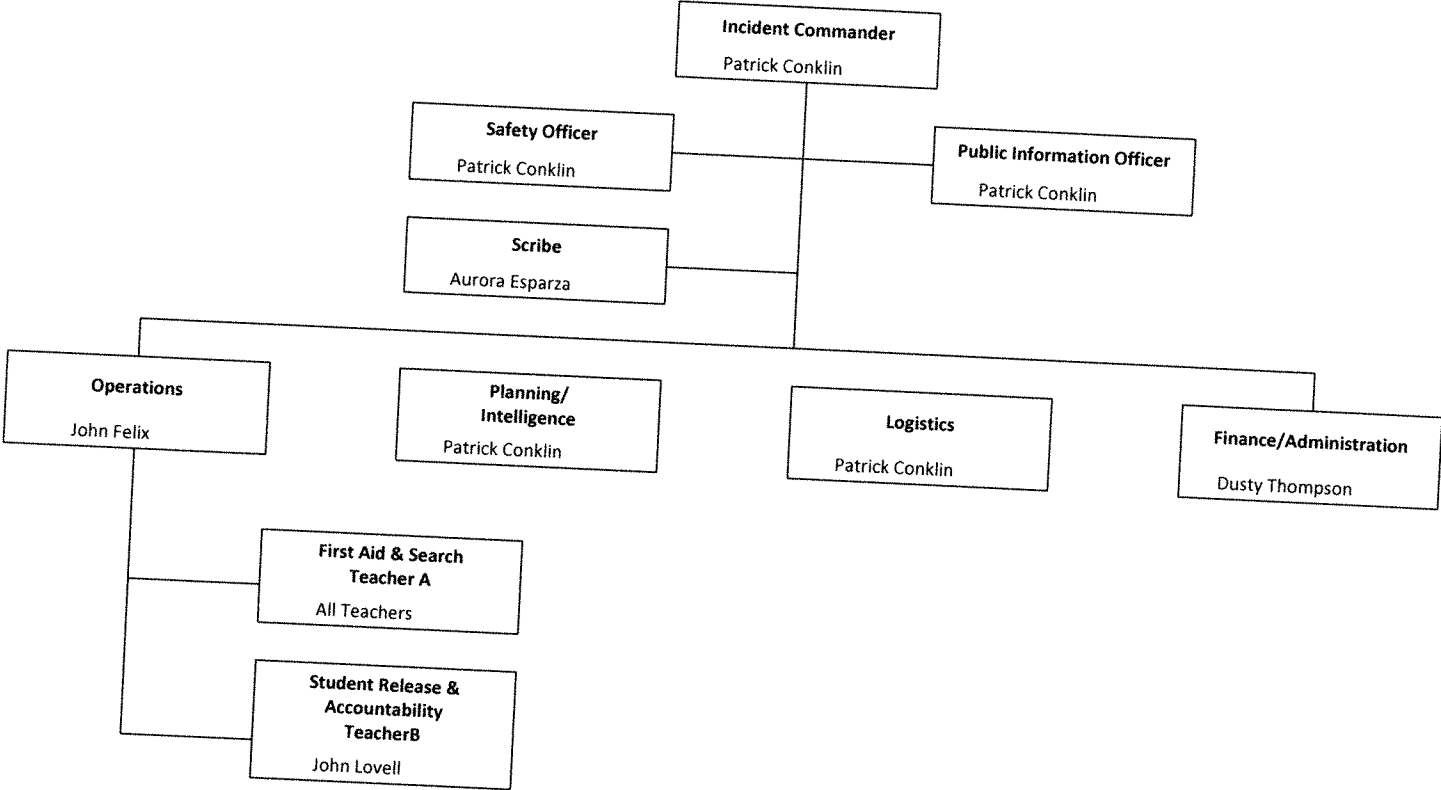 Incident Commander
Patrick Conklin
Safety Officer
Patrick Conklin
Public Information Officer
Patrick Conklin
Scribe
Aurora Esparza
Operations
John Felix
Planning/
Intelligence
Patrick Conklin
Logistics
Patrick Conklin
Finance/Administration
Dusty Thompson
First Aid & Search
Teacher A
All Teachers
Student Release &
Accountability
TeacherB
John Lovell